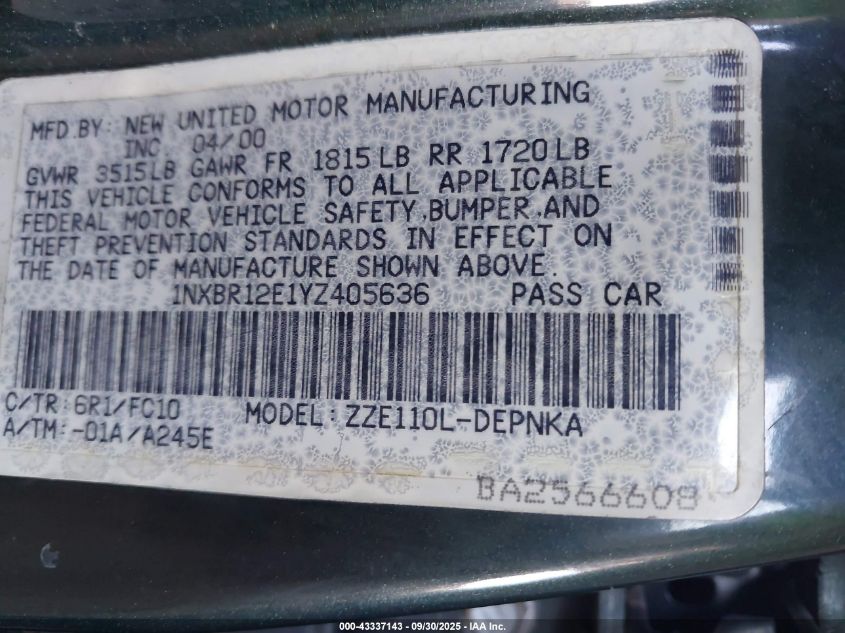 MFD.BY: NEW UNITED MOTOR MANUFACTURING
INC 04/00
GVWR 3515LB GAWR FR 1815LB RR 1720LB
THIS VEHICLE CONFORMS TO ALL APPLICABLE
FEDERAL MOTOR VEHICLE SAFETY,BUMPER,AND
THEFT PREVENTION STANDARDS IN EFFECT ON
THE DATE OF MANUFACTURE SHOWN ABOVE.
1NXBR12E1YZ405636 PASS CAR
C/TR:6R1/FC10 MODEL:ZZE110L-DEPNKA
A/TM:-01A/A245E
BA2566608
000-43337143 - 09/30/2025 - IAA Inc.